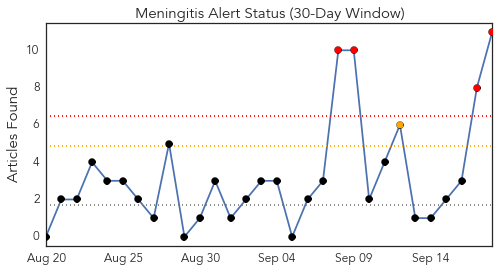 Meningitis Alert Status (30-Day Window)
Articles Found
10
8
6
4
2
0
Aug 20 Aug 25 Aug 30 Sep 04 Sep 09 Sep 14